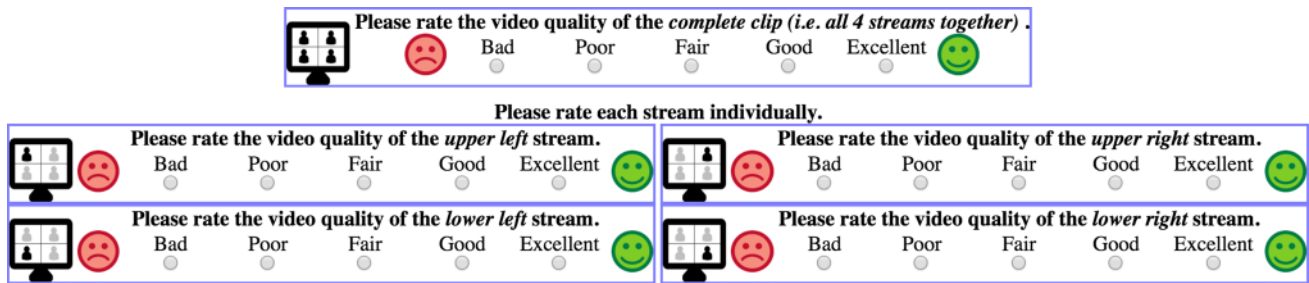 Please rate the video quality of the complete clip (i.e. all 4 streams together) .
Bad Poor Fair Good Excellent
Please rate each stream individually.
Please rate the video quality of the upper left stream.
Bad Poor Fair Good Excellent
Please rate the video quality of the upper right stream.
Bad Poor Fair Good Excellent
Please rate the video quality of the lower left stream.
Bad Poor Fair Good Excellent
Please rate the video quality of the lower right stream.
Bad Poor Fair Good Excellent